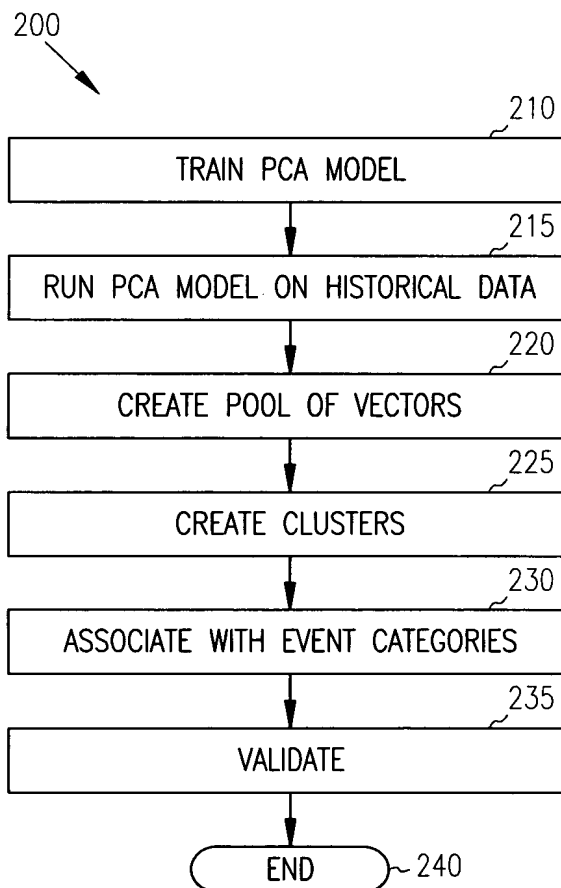 200
210
TRAIN PCA MODEL
215
RUN PCA MODEL ON HISTORICAL DATA
220
CREATE POOL OF VECTORS
225
CREATE CLUSTERS
230
ASSOCIATE WITH EVENT CATEGORIES
235
VALIDATE
END
240